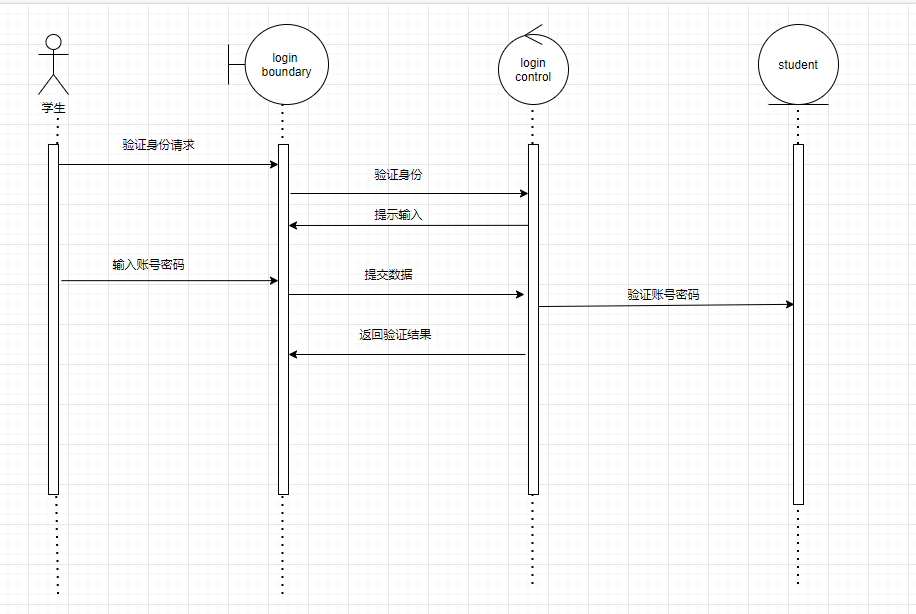 login
boundary
login
control
student
学生
验证身份请求
验证身份
提示输入
输入账号密码
提交数据
验证账号密码
返回验证结果